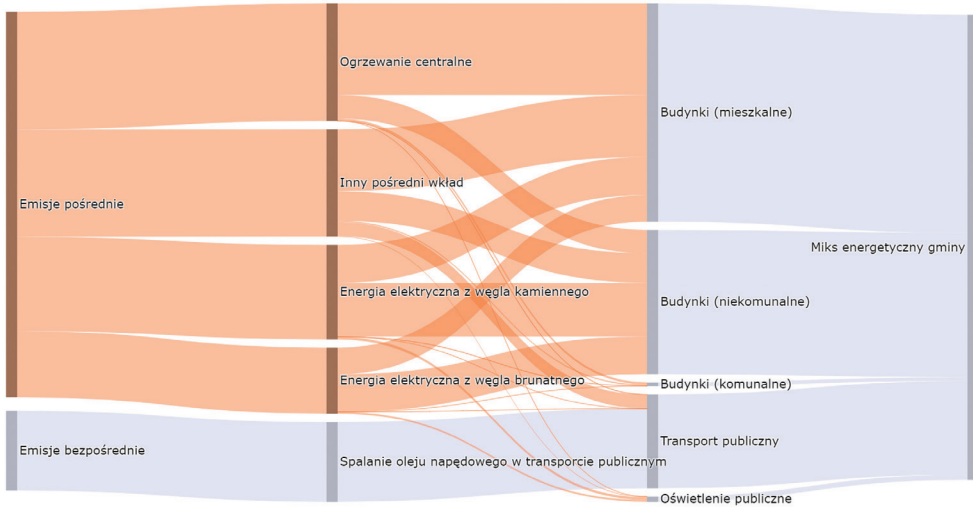 Emisje pośrednie
Emisje bezpośrednie
Ogrzewanie centralne
Inny pośredni wkład
Energia elektryczna z węgla kamiennego
Energia elektryczna z węgla brunatnego
Spalanie oleju napędowego w transporcie publicznym
Budynki (mieszkalne)
Budynki (niekomunalne)
Budynki (komunalne)
Transport publiczny
Oświetlenie publiczne
Miks energetyczny gminy